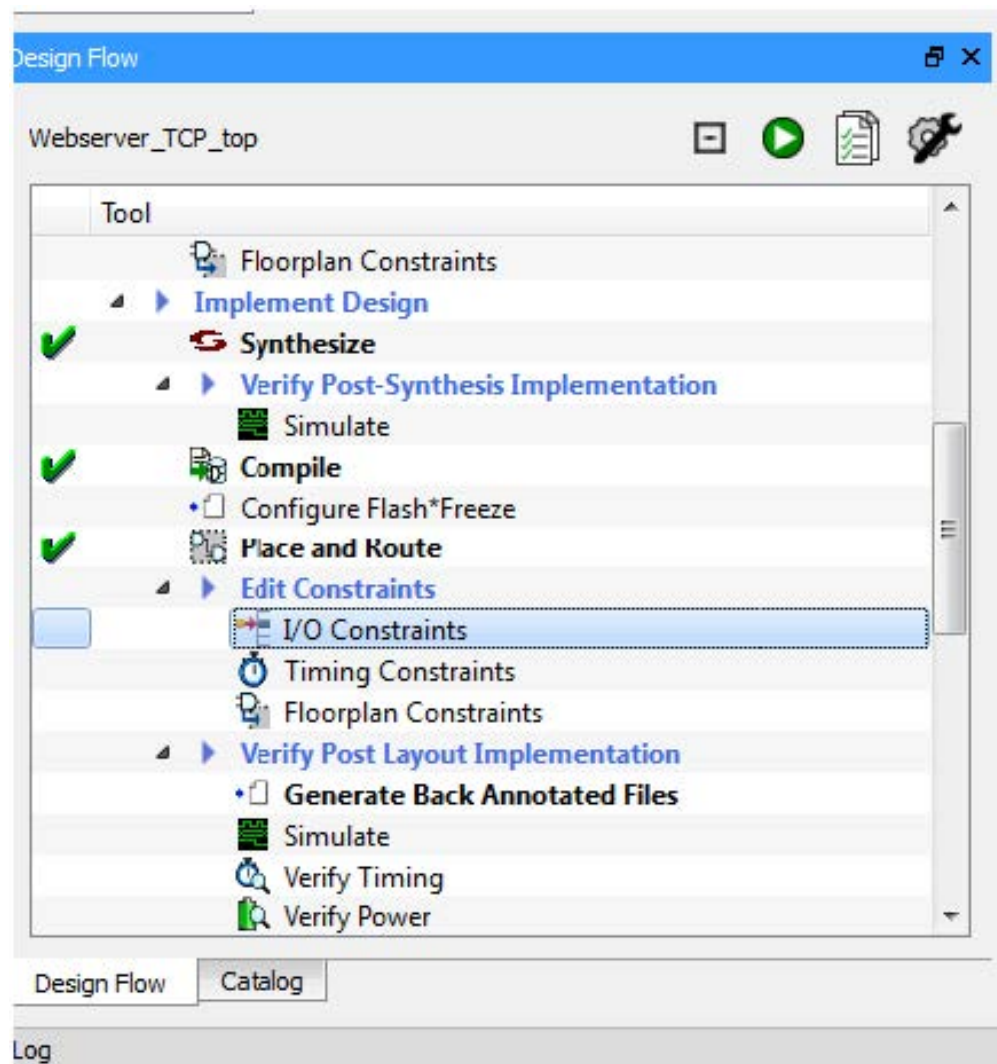 Design Flow
Webserver_TCP_top
Tool
Floorplan Constraints
Implement Design
Synthesize
Verify Post-Synthesis Implementation
Simulate
Compile
Configure Flash*Freeze
Place and Route
Edit Constraints
I/O Constraints
Timing Constraints
Floorplan Constraints
Verify Post Layout Implementation
Generate Back Annotated Files
Simulate
Verify Timing
Verify Power
Design Flow Catalog
Log